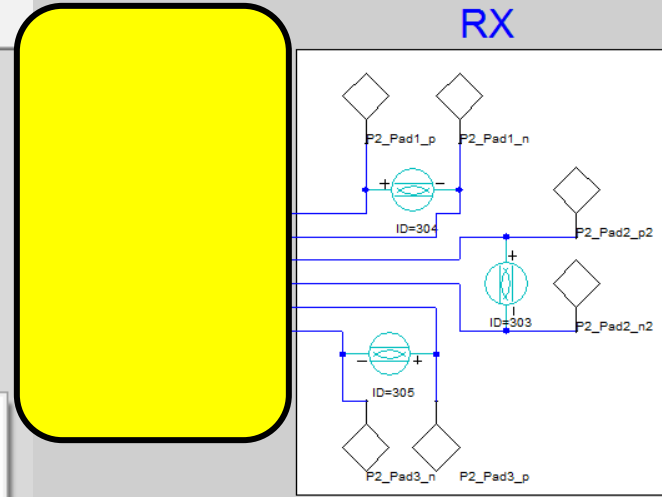 RX
P2_Pad1_p
P2_Pad1_n
+ −
ID=304
P2_Pad2_p2
+
−
ID=303
P2_Pad2_n2
− +
ID=305
P2_Pad3_n
P2_Pad3_p